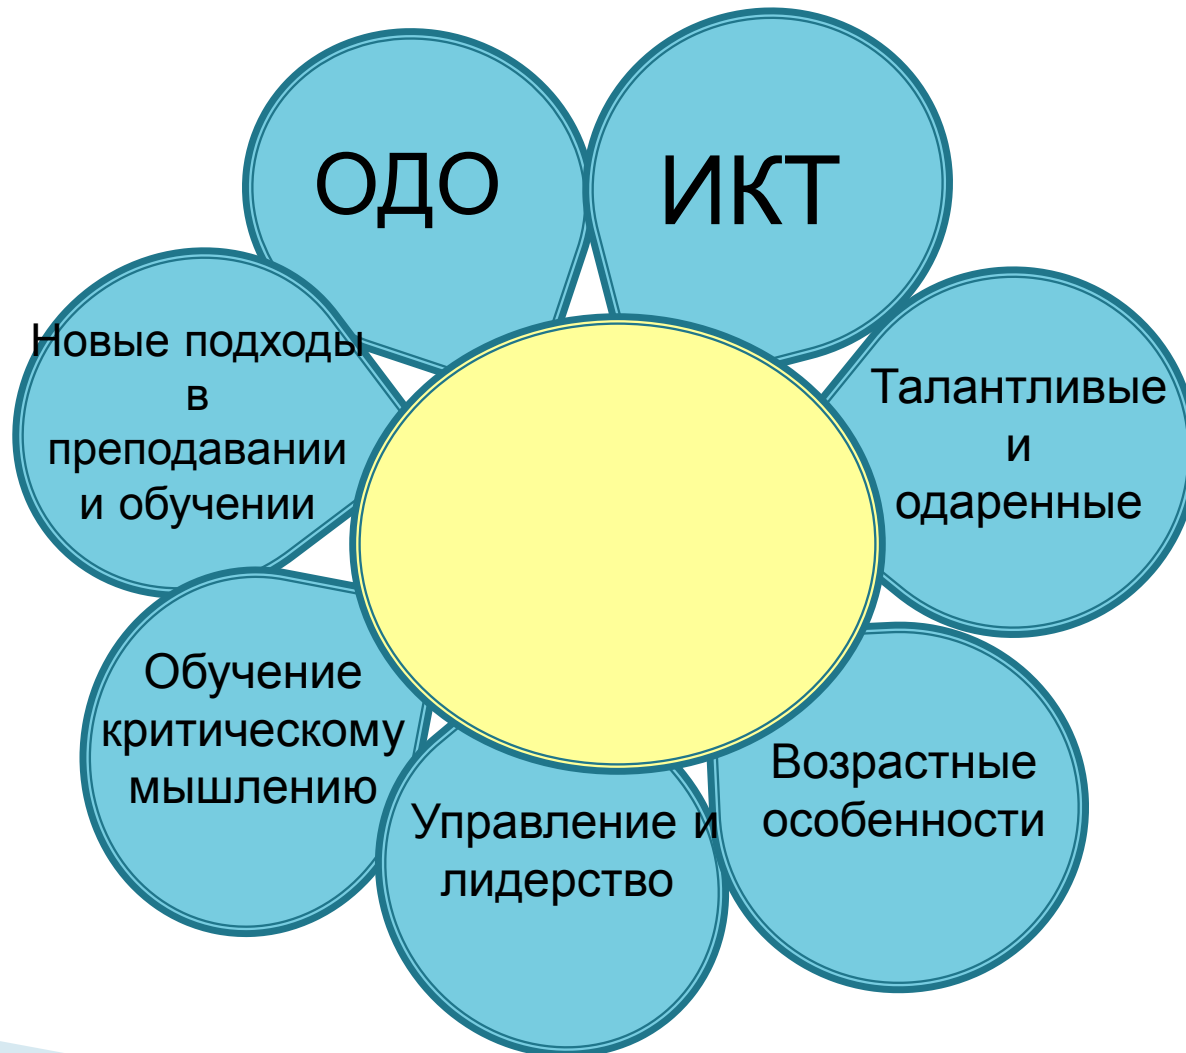 ОДО
ИКТ
Новые подходы
в
преподавании
и обучении
Талантливые
и
одаренные
Обучение
критическому
мышлению
Возрастные
особенности
Управление и
лидерство